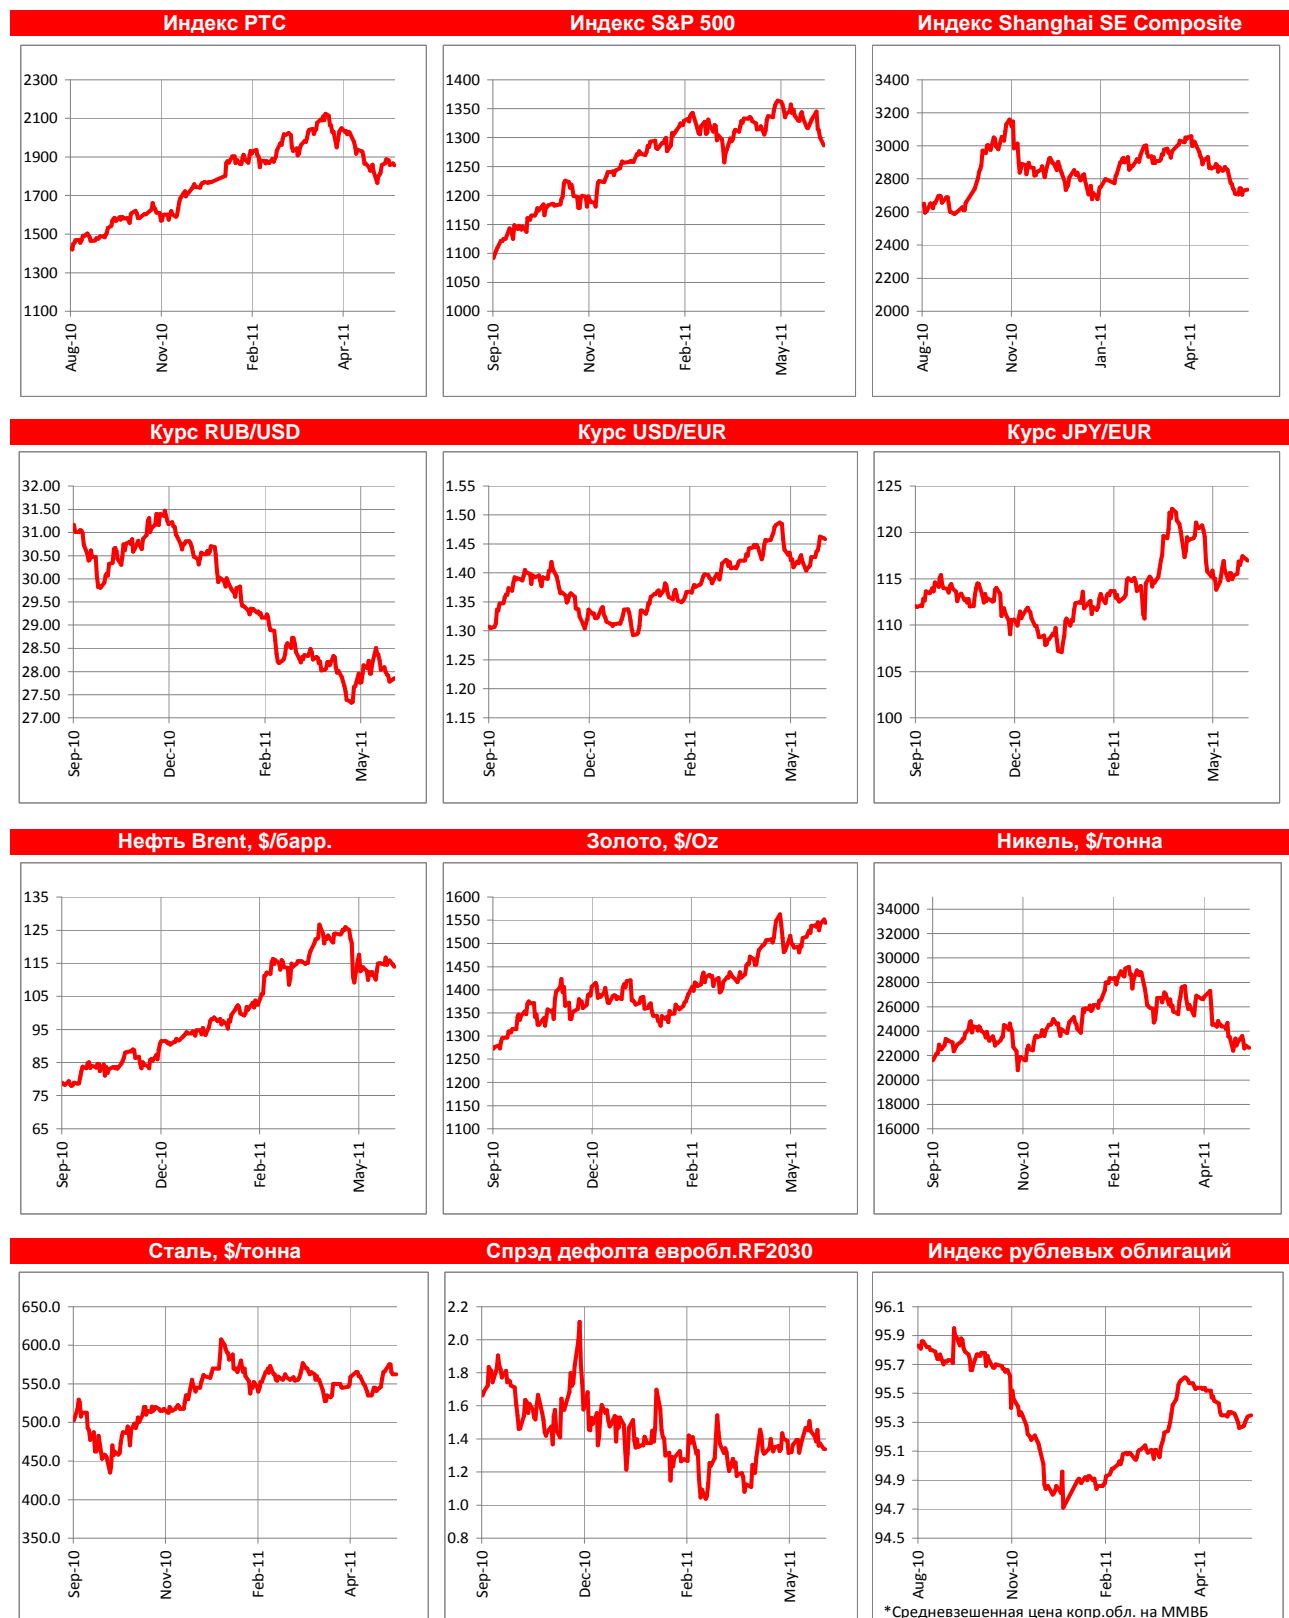 Индекс РТС
Индекс S&P 500
Индекс Shanghai SE Composite
2300
2100
1900
1700
1500
1300
1100
Aug-10
Nov-10
Feb-11
Apr-11
1400
1350
1300
1250
1200
1150
1100
1050
1000
Sep-10
Nov-10
Feb-11
May-11
3400
3200
3000
2800
2600
2400
2200
2000
Aug-10
Nov-10
Jan-11
Apr-11
Курс RUB/USD
Курс USD/EUR
Курс JPY/EUR
32.00
31.50
31.00
30.50
30.00
29.50
29.00
28.50
28.00
27.50
27.00
Sep-10
Dec-10
Feb-11
May-11
1.55
1.50
1.45
1.40
1.35
1.30
1.25
1.20
1.15
Sep-10
Dec-10
Feb-11
May-11
125
120
115
110
105
100
Sep-10
Dec-10
Feb-11
May-11
Нефть Brent, $/барр.
Золото, $/Oz
Никель, $/тонна
135
125
115
105
95
85
75
65
Sep-10
Dec-10
Feb-11
May-11
1600
1550
1500
1450
1400
1350
1300
1250
1200
1150
1100
Sep-10
Dec-10
Feb-11
May-11
34000
32000
30000
28000
26000
24000
22000
20000
18000
16000
Sep-10
Nov-10
Feb-11
Apr-11
Сталь, $/тонна
Спрэд дефолта евробл.RF2030
Индекс рублевых облигаций
650.0
600.0
550.0
500.0
450.0
400.0
350.0
Sep-10
Nov-10
Feb-11
Apr-11
2.2
2.0
1.8
1.6
1.4
1.2
1.0
0.8
Sep-10
Dec-10
Feb-11
May-11
96.1
95.9
95.7
95.5
95.3
95.1
94.9
94.7
94.5
Aug-10
Nov-10
Feb-11
Apr-11
*Средневзешенная цена копр.обл. на ММВБ